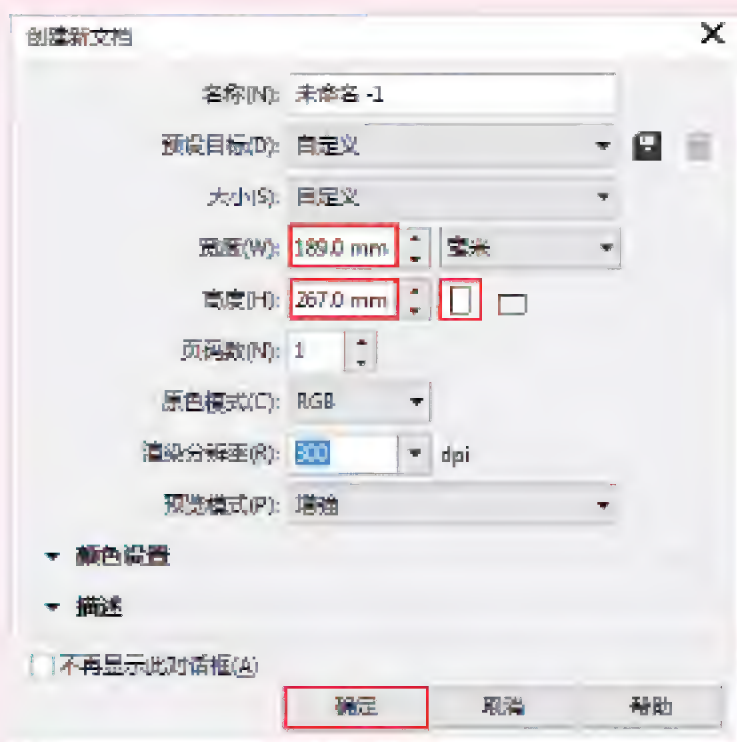 创建新文档
名称(N): 未命名 -1
预设目标(D): 自定义
大小(S): 自定义
宽度(W): 189.0 mm 毫米
高度(H): 267.0 mm
页码数(N): 1
原色模式(C): RGB
渲染分辨率(R): 300 dpi
预览模式(P): 增强
颜色设置
描述
不再显示此对话框(A)
确定 取消 帮助